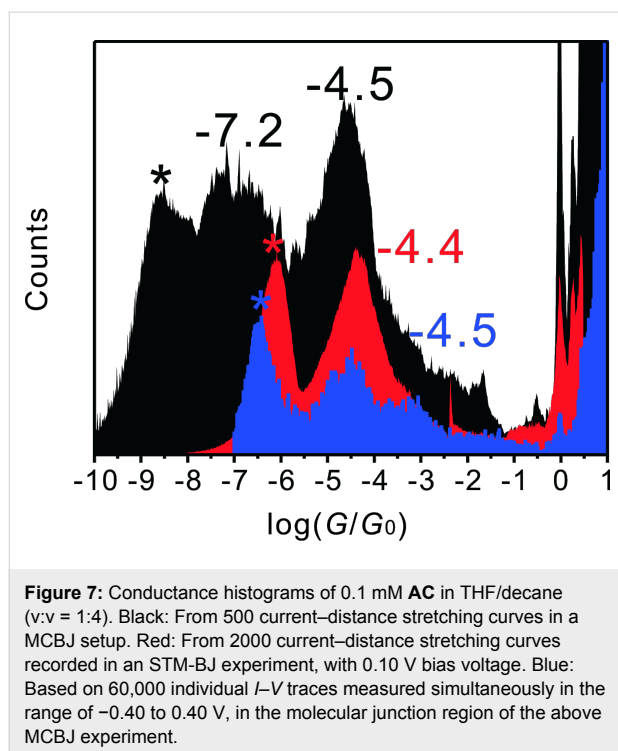 -4.5
-7.2
*
*
-4.4
*
-4.5
Counts
-10 -9 -8 -7 -6 -5 -4 -3 -2 -1 0 1
log(G/G₀)
Figure 7: Conductance histograms of 0.1 mM AC in THF/decane
(v:v = 1:4). Black: From 500 current–distance stretching curves in a
MCBJ setup. Red: From 2000 current–distance stretching curves
recorded in an STM-BJ experiment, with 0.10 V bias voltage. Blue:
Based on 60,000 individual I–V traces measured simultaneously in the
range of −0.40 to 0.40 V, in the molecular junction region of the above
MCBJ experiment.